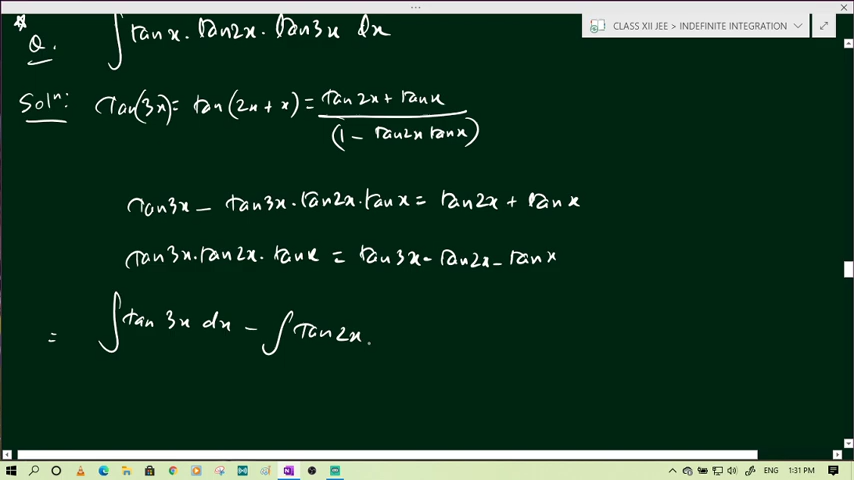 CLASS XII JEE > INDEFINITE INTEGRATION
Q. ∫ tanx · tan2x · tan3x dx
Solⁿ: tan(3x) = tan(2x + x) = (tan2x + tanx) / (1 - tan2x tanx)
tan3x - tan3x · tan2x · tanx = tan2x + tanx
tan3x · tan2x · tanx = tan3x - tan2x - tanx
= ∫ tan 3x dx - ∫ tan2x
ENG 1:31 PM